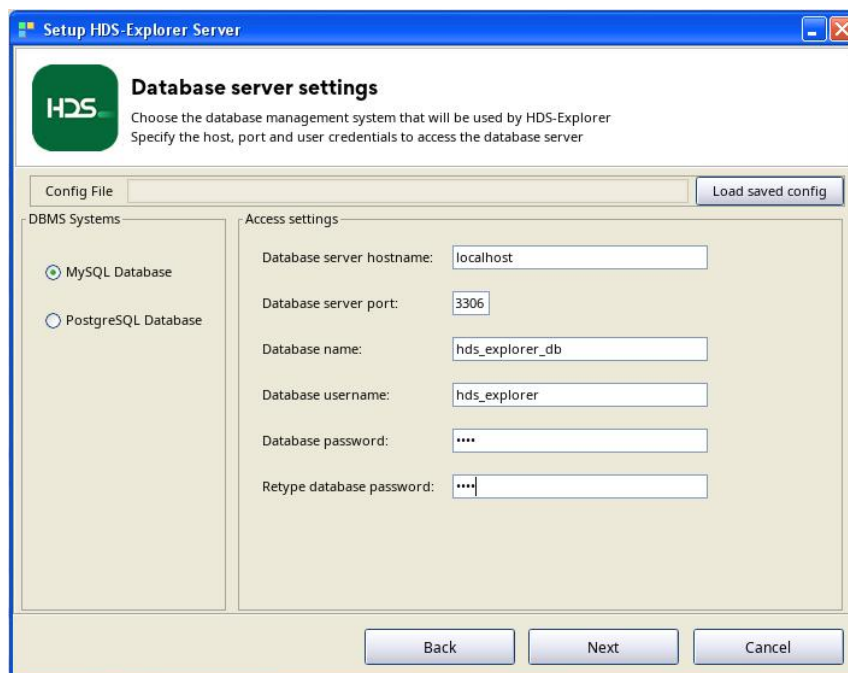 Setup HDS-Explorer Server
HDS
Database server settings
Choose the database management system that will be used by HDS-Explorer
Specify the host, port and user credentials to access the database server
Config File
Load saved config
DBMS Systems
MySQL Database
PostgreSQL Database
Access settings
Database server hostname: localhost
Database server port: 3306
Database name: hds_explorer_db
Database username: hds_explorer
Database password: ••••
Retype database password: ••••
Back Next Cancel